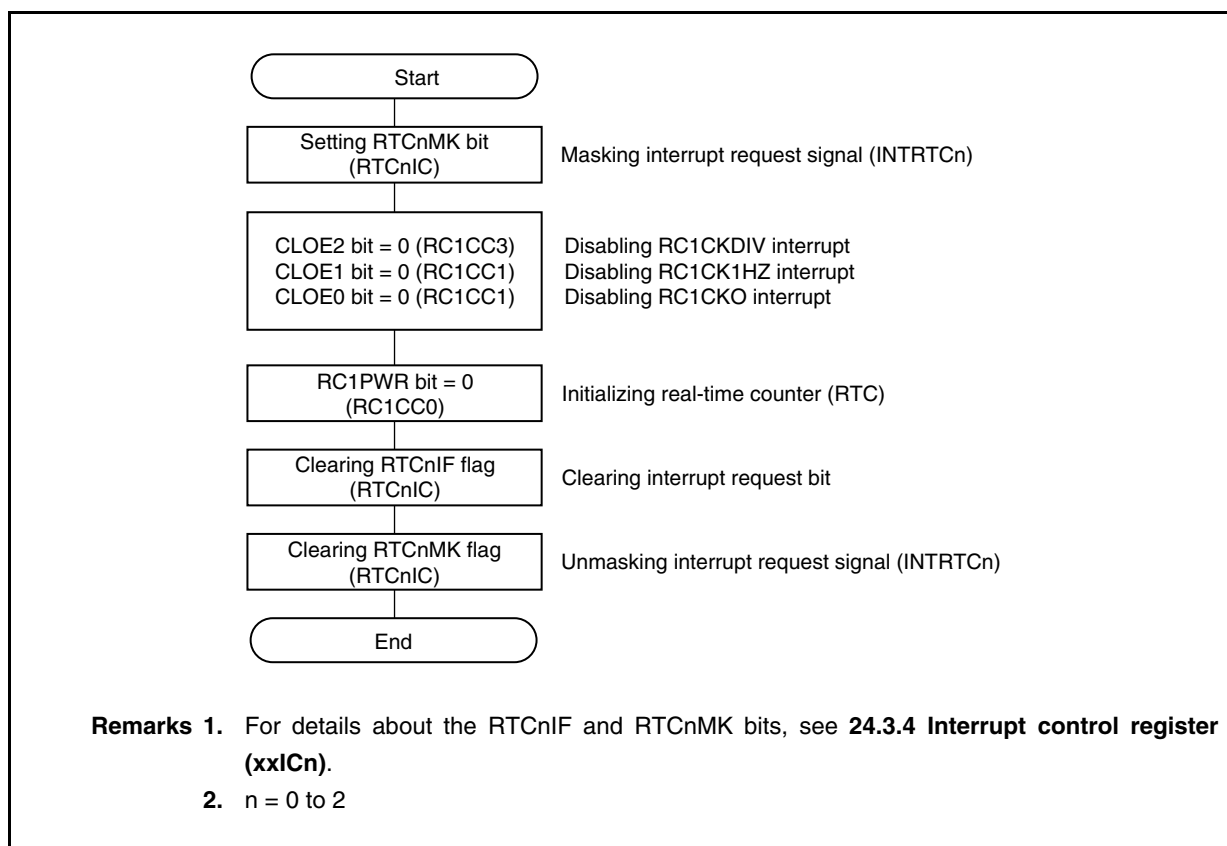 Start
Setting RTCnMK bit
(RTCnIC)
Masking interrupt request signal (INTRTCn)
CLOE2 bit = 0 (RC1CC3)
Disabling RC1CKDIV interrupt
CLOE1 bit = 0 (RC1CC1)
Disabling RC1CK1HZ interrupt
CLOE0 bit = 0 (RC1CC1)
Disabling RC1CKO interrupt
RC1PWR bit = 0
(RC1CC0)
Initializing real-time counter (RTC)
Clearing RTCnIF flag
(RTCnIC)
Clearing interrupt request bit
Clearing RTCnMK flag
(RTCnIC)
Unmasking interrupt request signal (INTRTCn)
End
Remarks 1. For details about the RTCnIF and RTCnMK bits, see 24.3.4 Interrupt control register
(xxICn).
2. n = 0 to 2